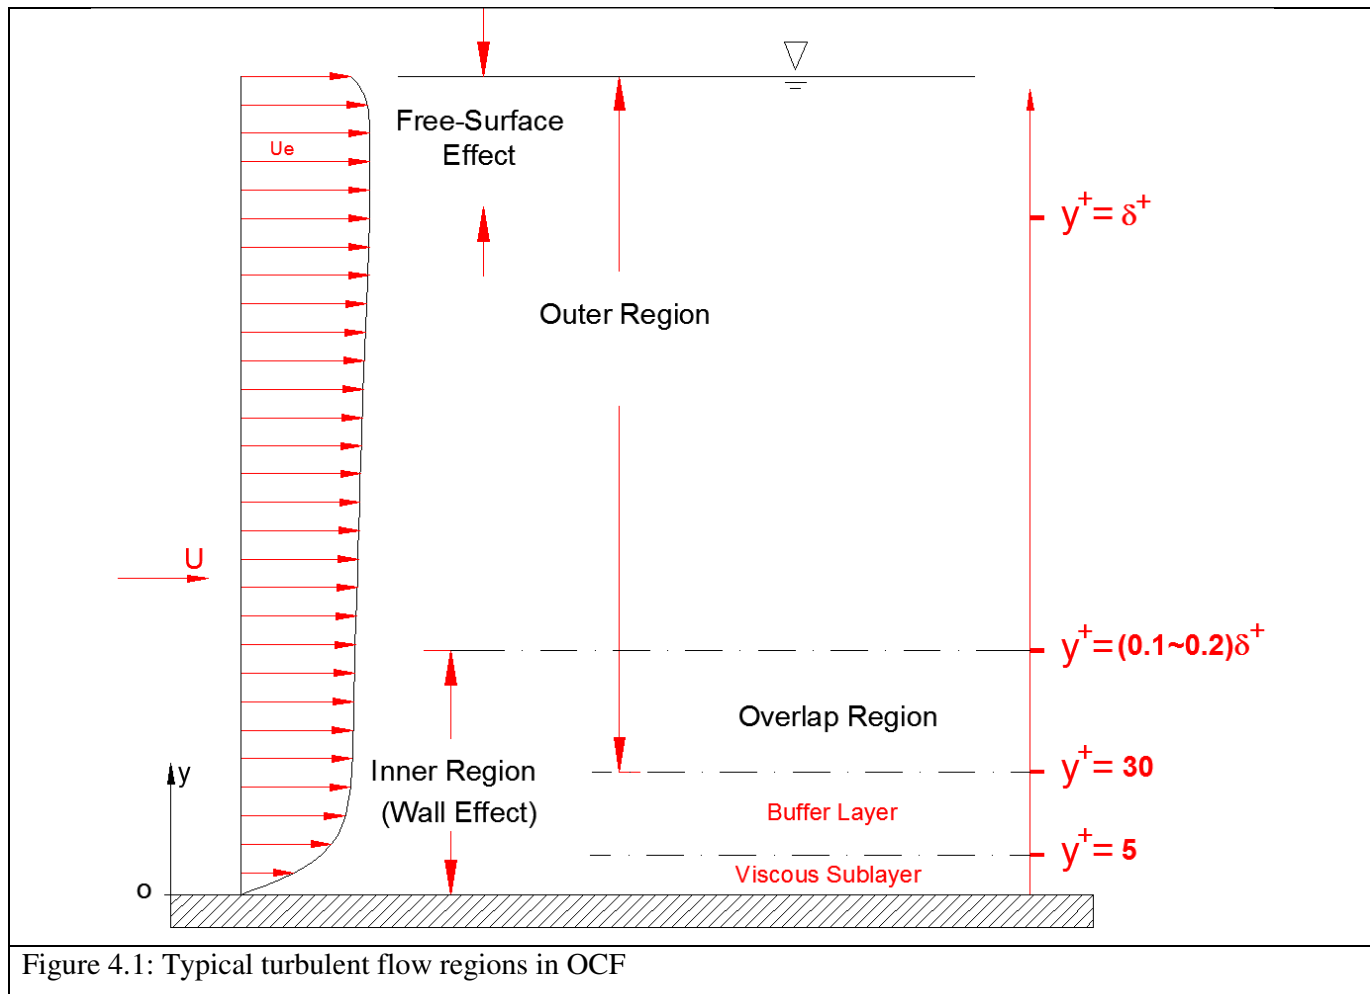 Free-Surface
Effect
Ue
y⁺= δ⁺
Outer Region
U
y⁺= (0.1~0.2)δ⁺
Overlap Region
y
Inner Region
(Wall Effect)
y⁺= 30
Buffer Layer
y⁺= 5
Viscous Sublayer
o
Figure 4.1: Typical turbulent flow regions in OCF